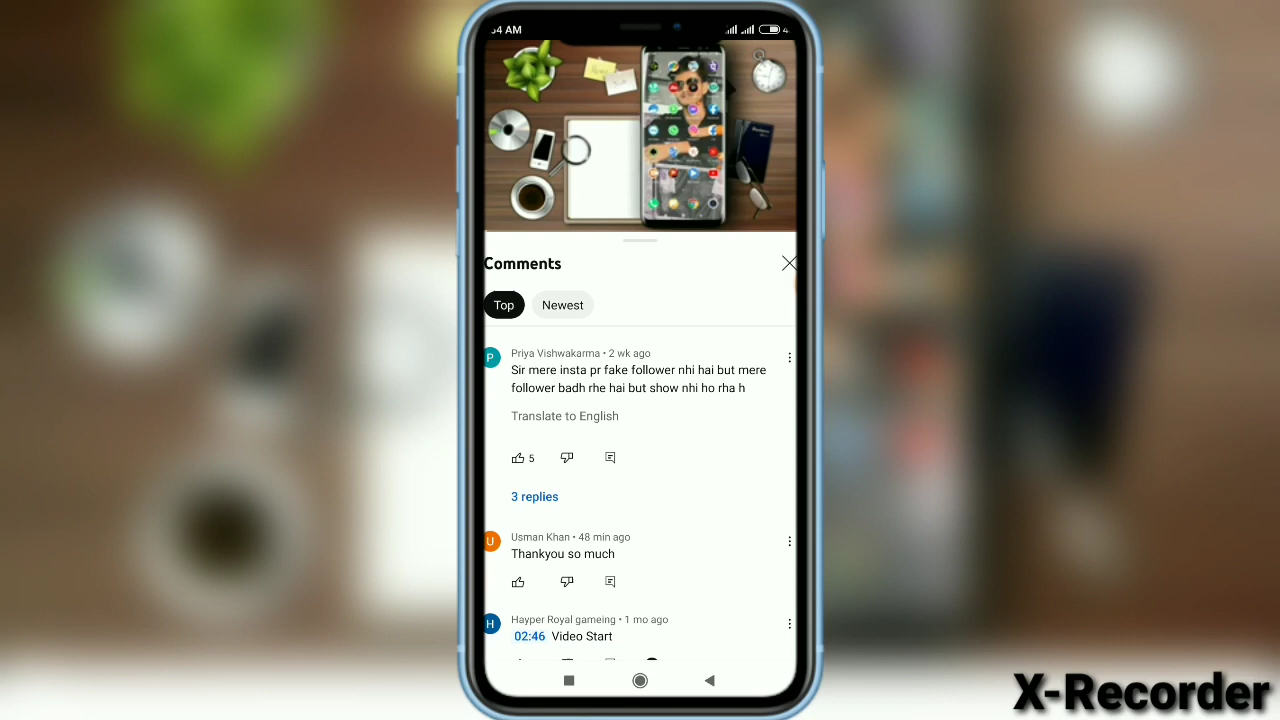 4 AM
Comments
Top
Newest
Priya Vishwakarma • 2 wk ago
Sir mere insta pr fake follower nhi hai but mere
follower badh rhe hai but show nhi ho rha h
Translate to English
5
3 replies
Usman Khan • 48 min ago
Thankyou so much
Hayper Royal gameing • 1 mo ago
02:46 Video Start
P
U
H
X-Recorder